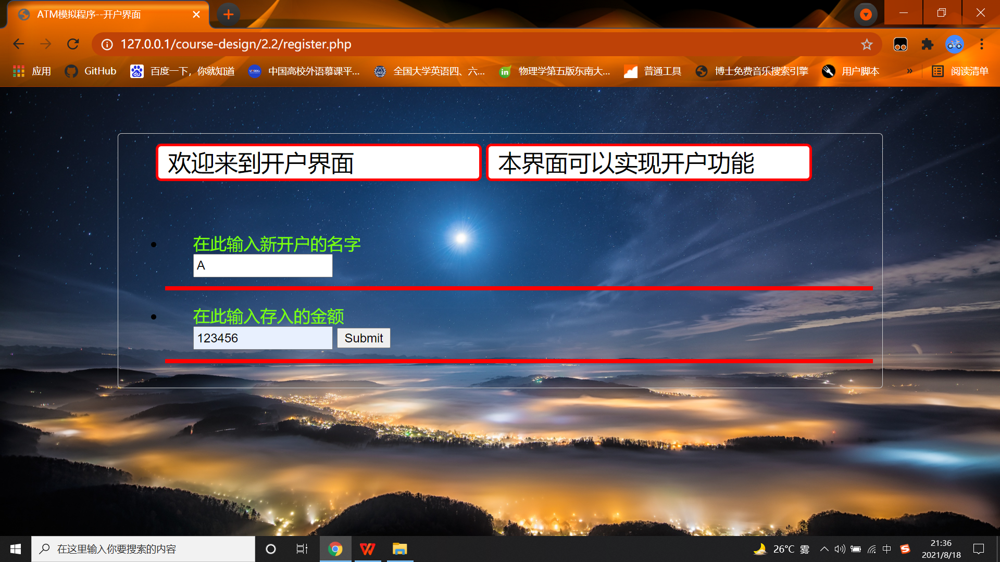 ATM模拟程序--开户界面
127.0.0.1/course-design/2.2/register.php
应用 GitHub 百度一下，你就知道 中国高校外语慕课平... 全国大学英语四、六... 物理学第五版东南大... 普通工具 博士免费音乐搜索引擎 用户脚本 » 阅读清单
欢迎来到开户界面 本界面可以实现开户功能
在此输入新开户的名字
A
在此输入存入的金额
123456 Submit
在这里输入你要搜索的内容 26°C 雾 中 21:36
2021/8/18